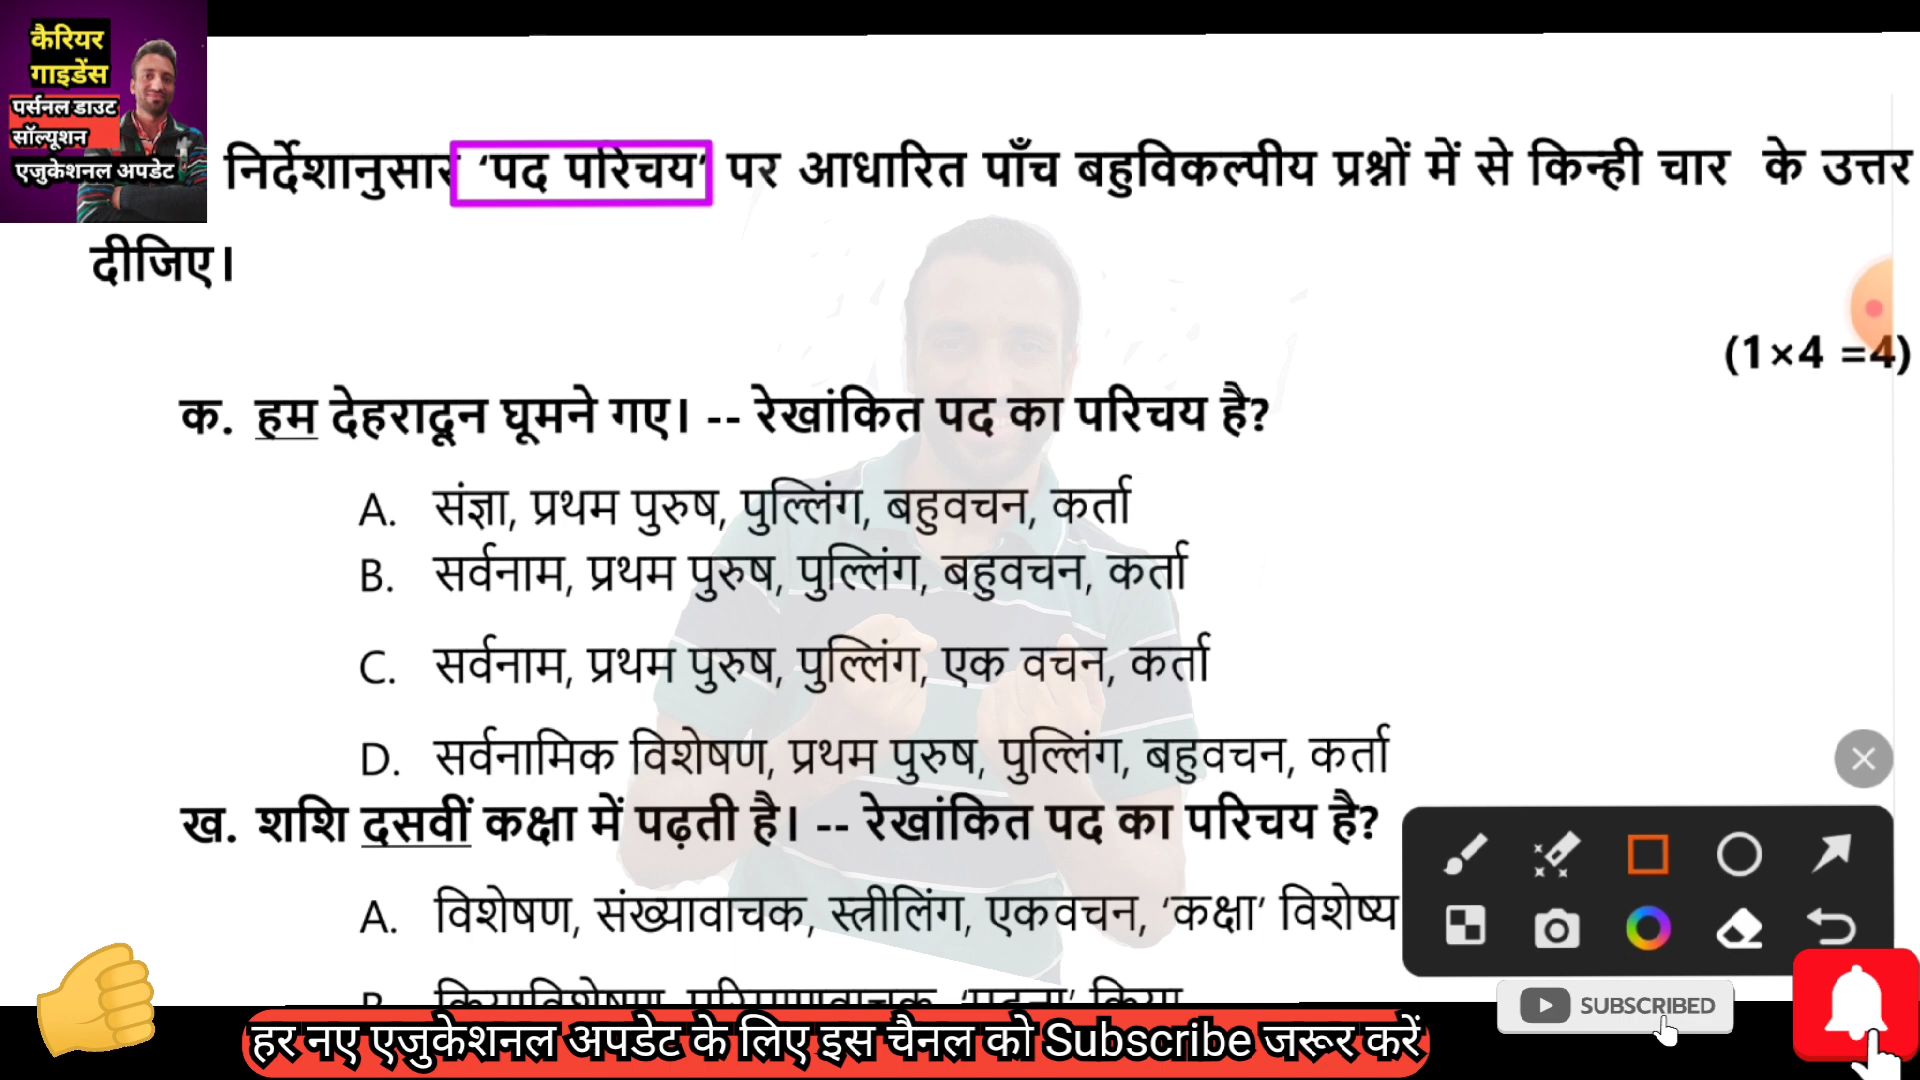 कैरियर
गाइडेंस
पर्सनल डाउट
सॉल्यूशन
एजुकेशनल अपडेट
निर्देशानुसार ‘पद परिचय’ पर आधारित पाँच बहुविकल्पीय प्रश्नों में से किन्ही चार के उत्तर
दीजिए।
(1×4 =4)
क. हम देहरादून घूमने गए। -- रेखांकित पद का परिचय है?
A. संज्ञा, प्रथम पुरुष, पुल्लिंग, बहुवचन, कर्ता
B. सर्वनाम, प्रथम पुरुष, पुल्लिंग, बहुवचन, कर्ता
C. सर्वनाम, प्रथम पुरुष, पुल्लिंग, एक वचन, कर्ता
D. सर्वनामिक विशेषण, प्रथम पुरुष, पुल्लिंग, बहुवचन, कर्ता
ख. शशि दसवीं कक्षा में पढ़ती है। -- रेखांकित पद का परिचय है?
A. विशेषण, संख्यावाचक, स्त्रीलिंग, एकवचन, ‘कक्षा’ विशेष्य
SUBSCRIBED
हर नए एजुकेशनल अपडेट के लिए इस चैनल को Subscribe जरूर करें